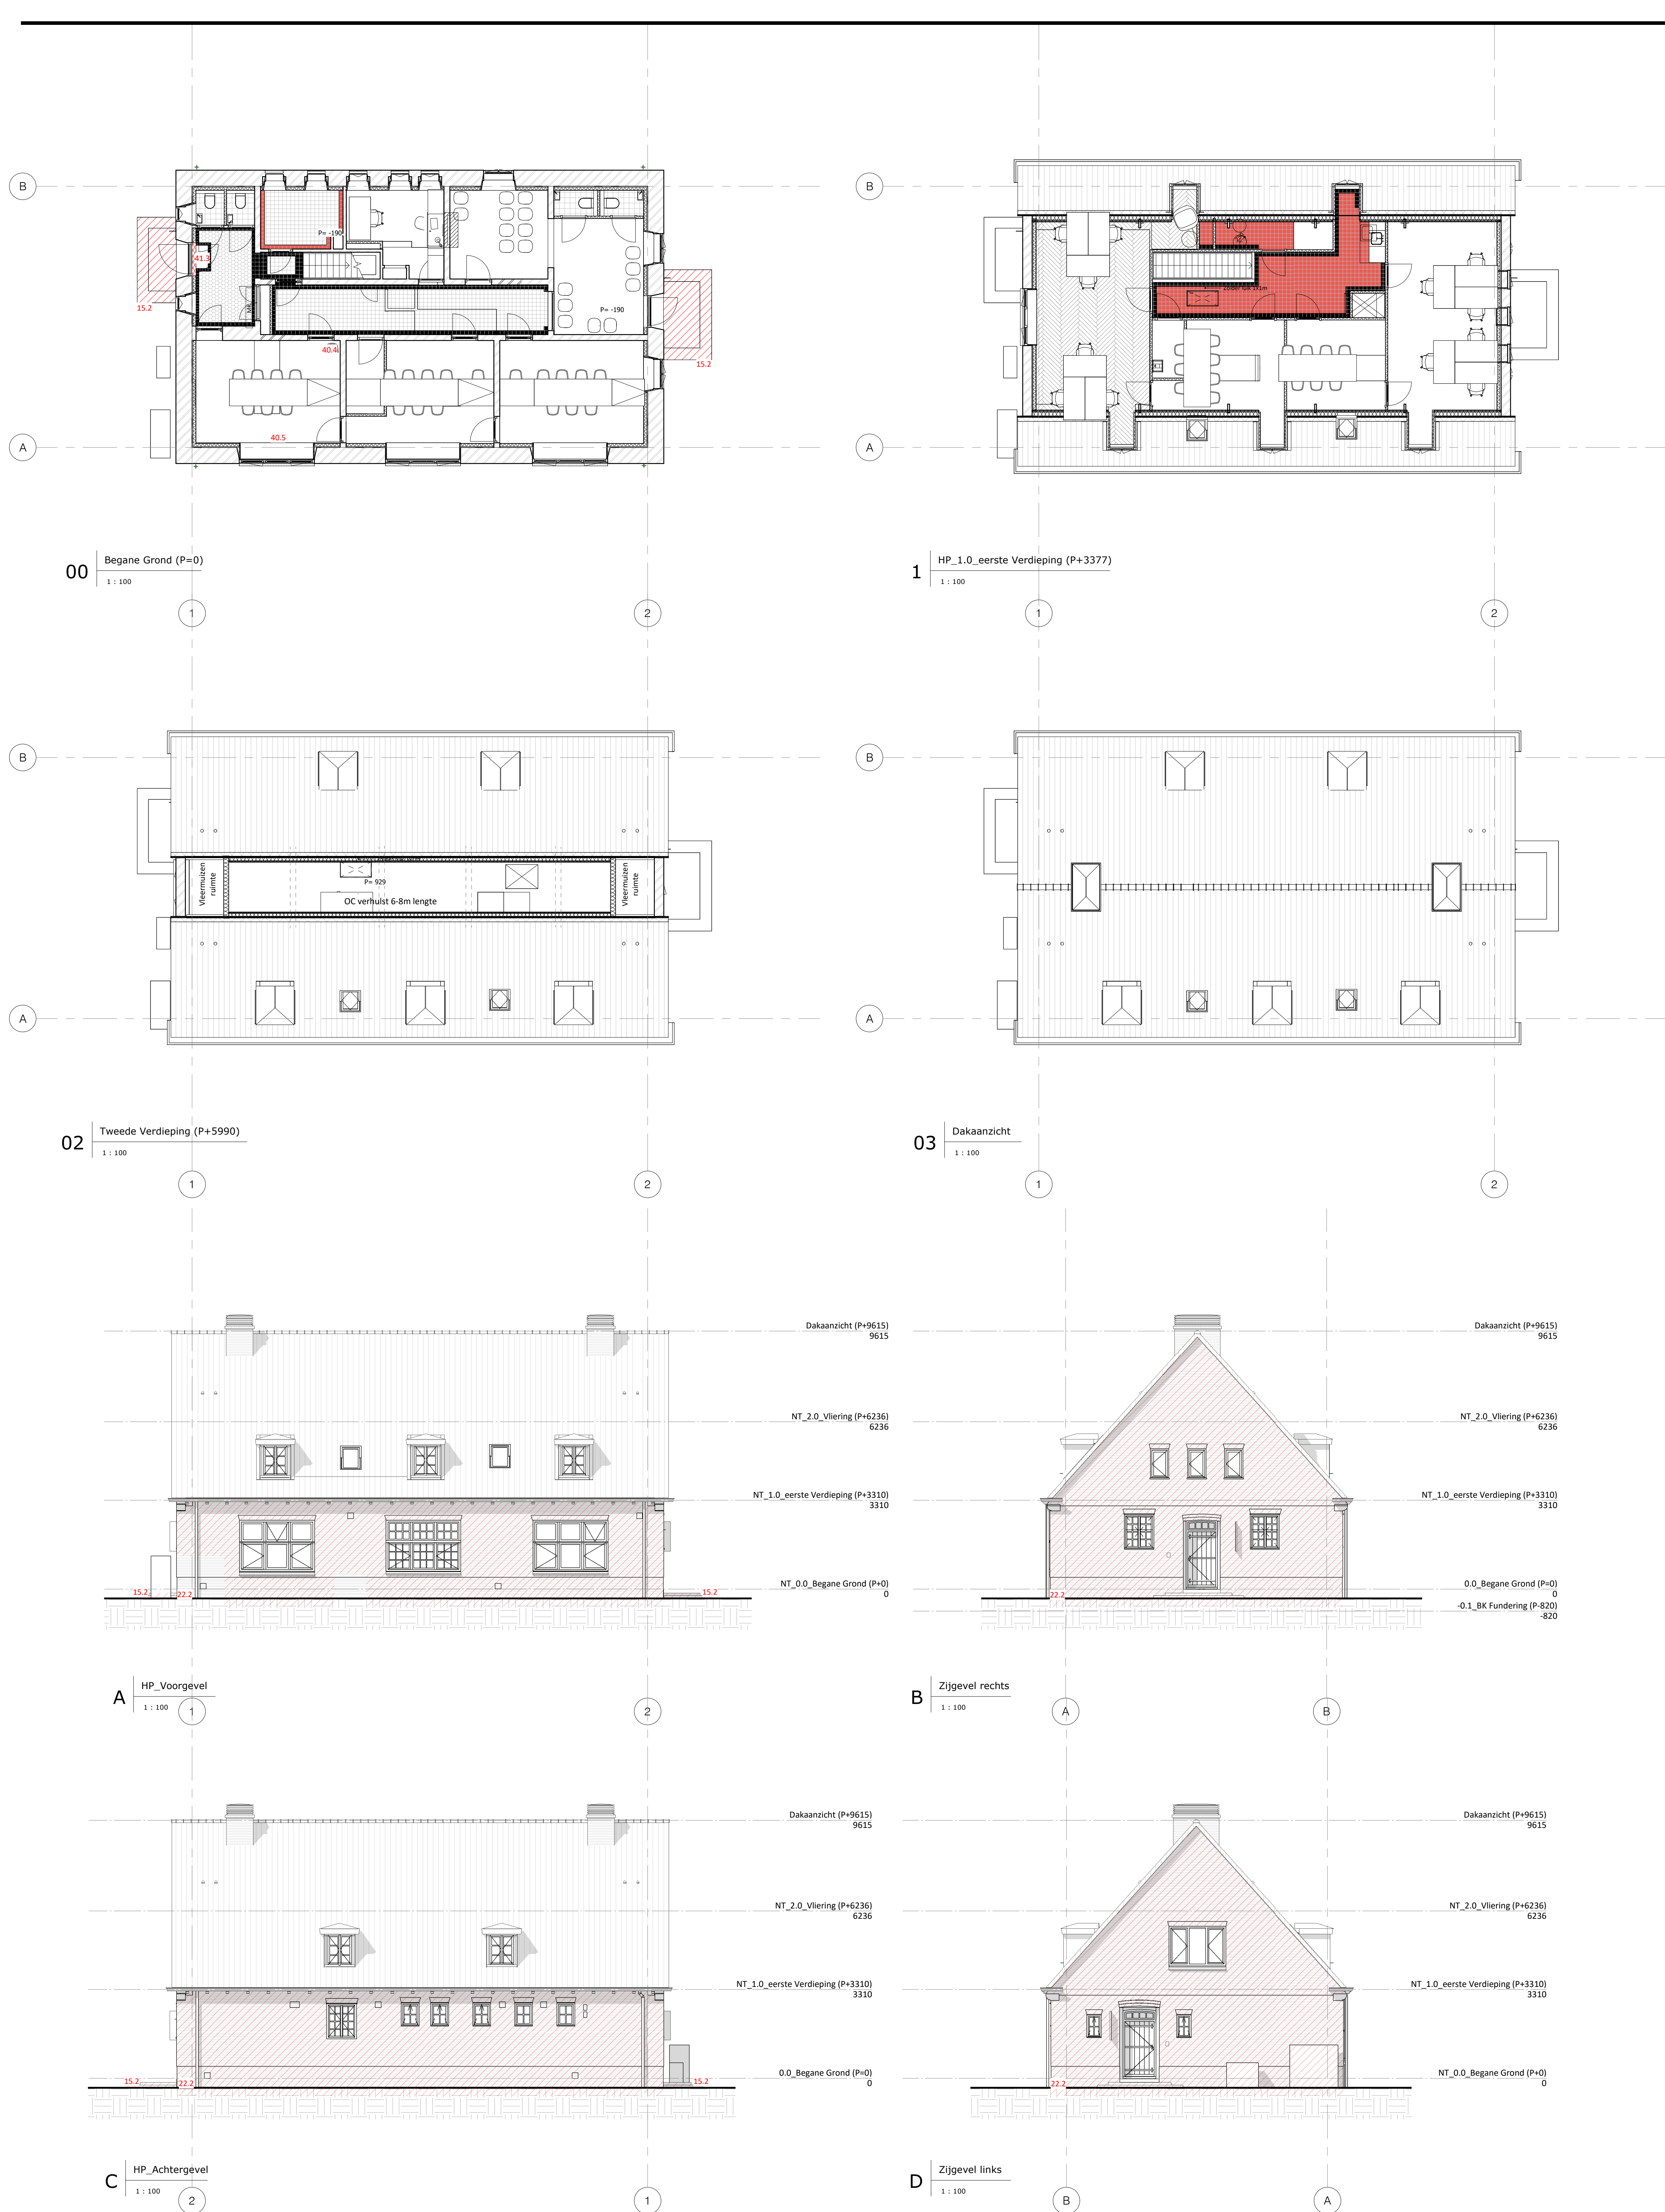 B
P= -190
41.3
15.2
P= -190
40.4
15.2
40.5
A
00
Begane Grond (P=0)
1 : 100
1
2
B
A
1
HP_1.0_eerste Verdieping (P+3377)
1 : 100
1
2
B
Vleermuizen
ruimte
P= 929
OC verhulst 6-8m lengte
Vleermuizen
ruimte
A
02
Tweede Verdieping (P+5990)
1 : 100
1
2
B
A
03
Dakaanzicht
1 : 100
1
2
Dakaanzicht (P+9615)
9615
NT_2.0_Vliering (P+6236)
6236
NT_1.0_eerste Verdieping (P+3310)
3310
NT_0.0_Begane Grond (P+0)
0
15.2
22.2
15.2
A
HP_Voorgevel
1 : 100
1
2
Dakaanzicht (P+9615)
9615
NT_2.0_Vliering (P+6236)
6236
NT_1.0_eerste Verdieping (P+3310)
3310
0.0_Begane Grond (P=0)
0
-0.1_BK Fundering (P-820)
-820
22.2
B
Zijgevel rechts
1 : 100
A
B
Dakaanzicht (P+9615)
9615
NT_2.0_Vliering (P+6236)
6236
NT_1.0_eerste Verdieping (P+3310)
3310
0.0_Begane Grond (P=0)
0
15.2
22.2
15.2
C
HP_Achtergevel
1 : 100
2
1
Dakaanzicht (P+9615)
9615
NT_2.0_Vliering (P+6236)
6236
NT_1.0_eerste Verdieping (P+3310)
3310
NT_0.0_Begane Grond (P+0)
0
22.2
D
Zijgevel links
1 : 100
B
A